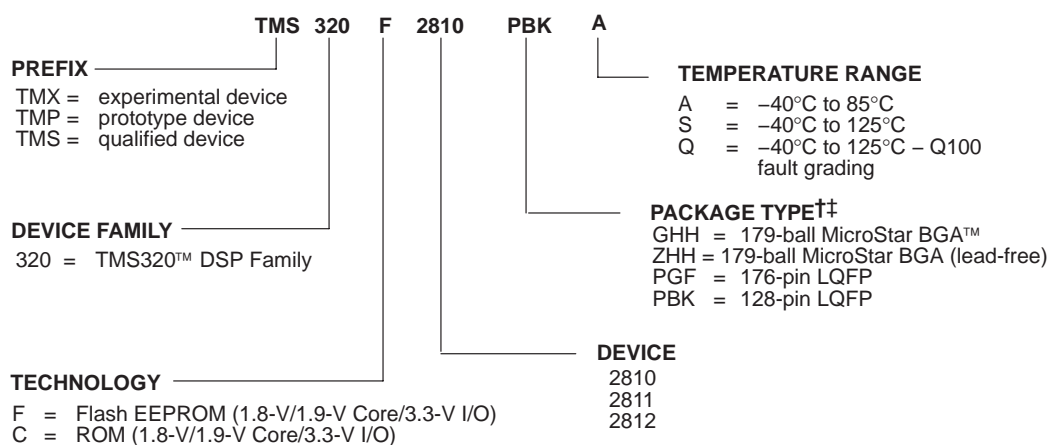 TMS 320 F 2810 PBK A
PREFIX
TMX = experimental device
TMP = prototype device
TMS = qualified device
TEMPERATURE RANGE
A = −40°C to 85°C
S = −40°C to 125°C
Q = −40°C to 125°C − Q100
fault grading
DEVICE FAMILY
320 = TMS320™ DSP Family
PACKAGE TYPE†‡
GHH = 179-ball MicroStar BGA™
ZHH = 179-ball MicroStar BGA (lead-free)
PGF = 176-pin LQFP
PBK = 128-pin LQFP
TECHNOLOGY
F = Flash EEPROM (1.8-V/1.9-V Core/3.3-V I/O)
C = ROM (1.8-V/1.9-V Core/3.3-V I/O)
DEVICE
2810
2811
2812